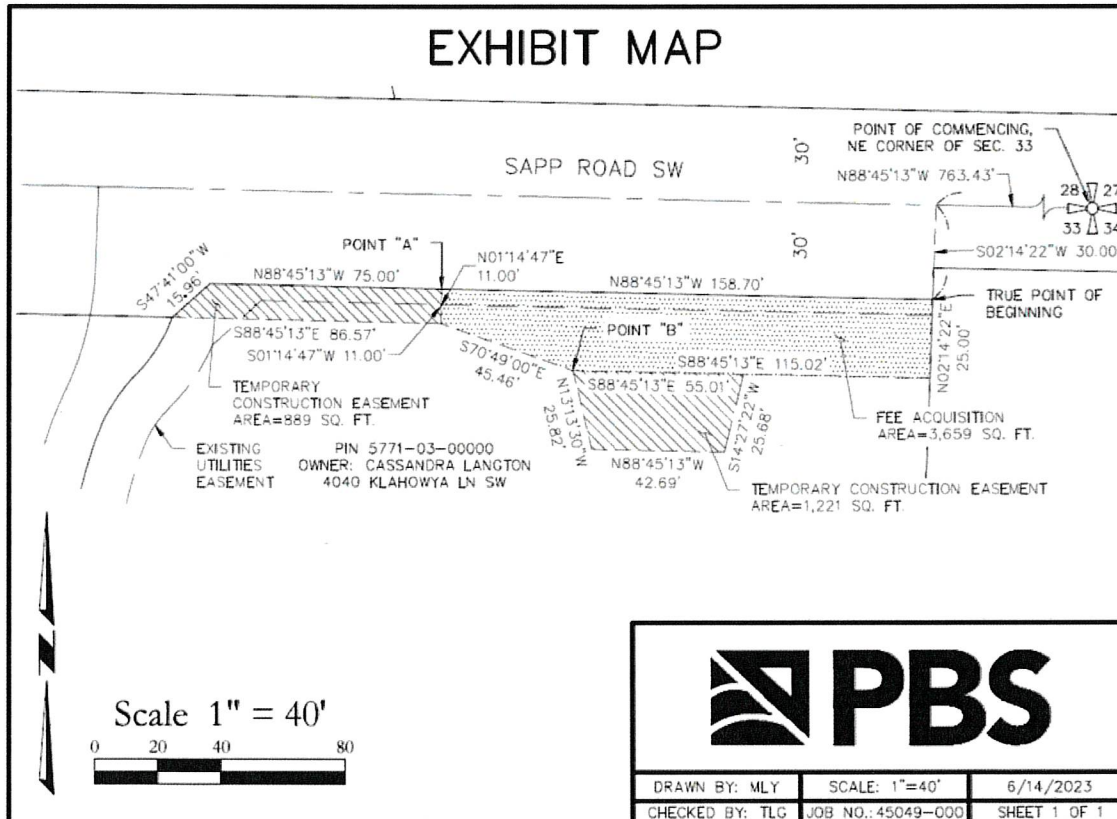 EXHIBIT MAP
30'
POINT OF COMMENCING,
NE CORNER OF SEC. 33
SAPP ROAD SW
N88°45'13"W 763.43'
28 27
33 34
30'
S02°14'22"W 30.00
POINT "A"
N01°14'47"E
11.00'
S47°41'00"W
15.96'
N88°45'13"W 75.00'
N88°45'13"W 158.70'
TRUE POINT OF
BEGINNING
S88°45'13"E 86.57'
S01°14'47"W 11.00'
POINT "B"
N02°14'22"E
25.00'
S70°49'00"E
45.46'
S88°45'13"E 115.02'
S88°45'13"E 55.01'
TEMPORARY
CONSTRUCTION EASEMENT
AREA=889 SQ. FT.
N13°13'30"W
25.82'
S14°27'22"W
25.68'
FEE ACQUISITION
AREA=3,659 SQ. FT.
EXISTING
UTILITIES
EASEMENT
PIN 5771-03-00000
OWNER: CASSANDRA LANGTON
4040 KLAHOWYA LN SW
N88°45'13"W
42.69'
TEMPORARY CONSTRUCTION EASEMENT
AREA=1,221 SQ. FT.
N
Scale 1" = 40'
0 20 40 80
PBS
DRAWN BY: MLY SCALE: 1"=40' 6/14/2023
CHECKED BY: TLG JOB NO.: 45049-000 SHEET 1 OF 1